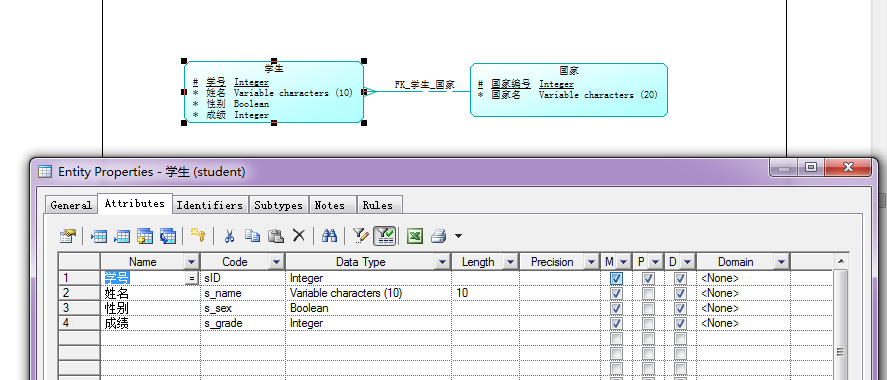 学生
# 学号 Integer
* 姓名 Variable characters (10)
* 性别 Boolean
* 成绩 Integer
FK_学生_国家
国家
# 国家编号 Integer
* 国家名 Variable characters (20)
Entity Properties - 学生 (student)
General Attributes Identifiers Subtypes Notes Rules
Name Code Data Type Length Precision M P D Domain
1 学号 = sID Integer <None>
2 姓名 s_name Variable characters (10) 10 <None>
3 性别 s_sex Boolean <None>
4 成绩 s_grade Integer <None>